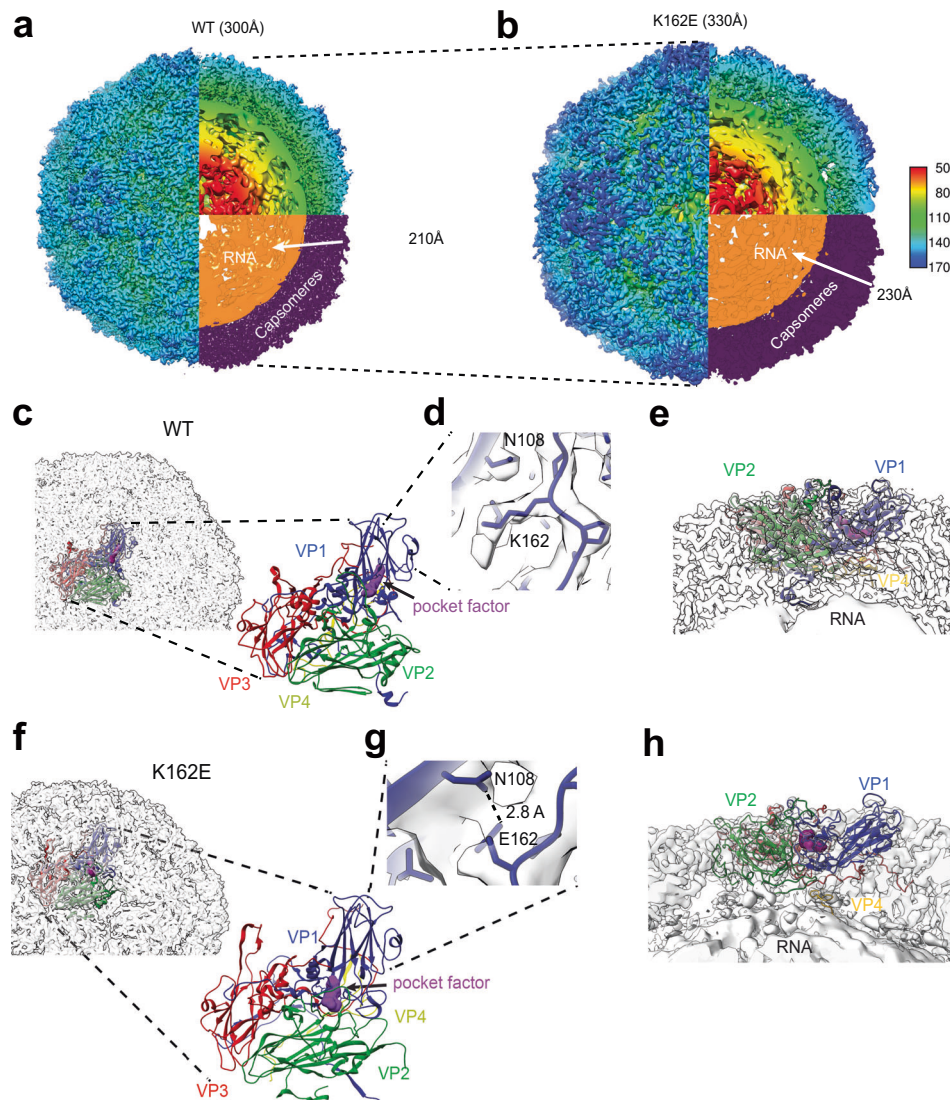 a
WT (300Å)
b
K162E (330Å)
50
80
110
140
170
RNA
Capsomeres
210Å
RNA
Capsomeres
230Å
c
WT
VP1
pocket factor
VP3
VP4
VP2
d
N108
K162
e
VP2
VP1
VP4
RNA
f
K162E
VP1
pocket factor
VP4
VP3
VP2
g
N108
2.8 A
E162
h
VP2
VP1
VP4
RNA